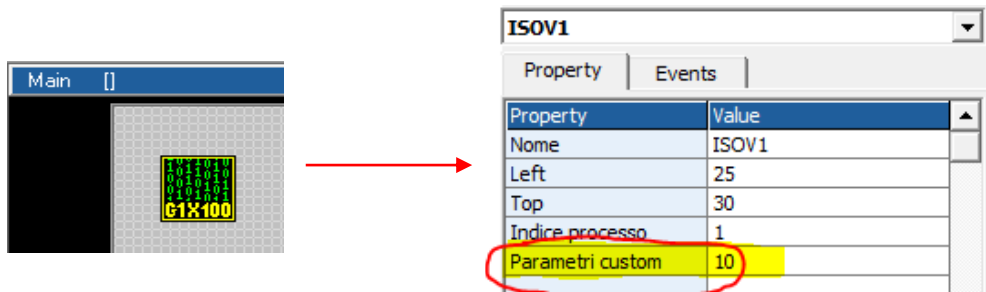 Main []
G1X100
ISOV1
Property Events
Property Value
Nome ISOV1
Left 25
Top 30
Indice processo 1
Parametri custom 10